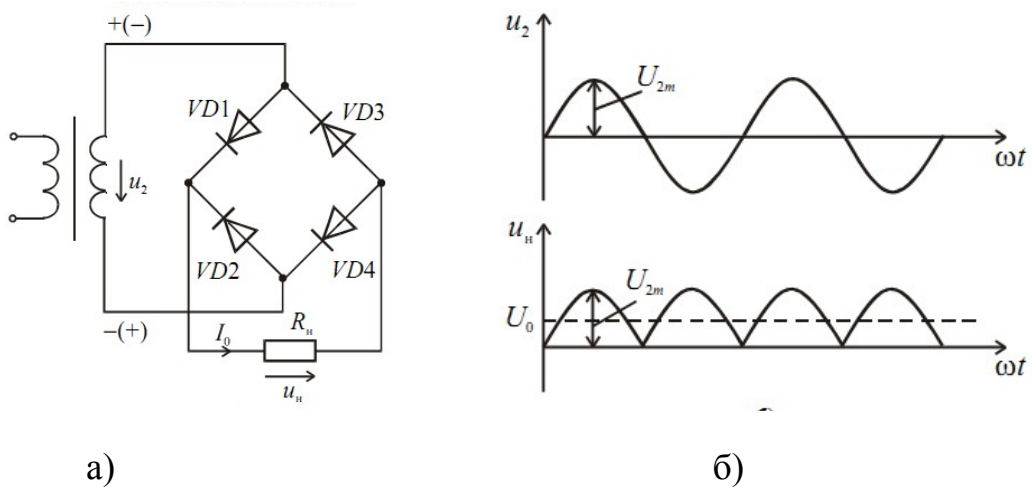 +(−)
VD1
VD3
u₂
VD2
VD4
−(+)
I₀
Rн
uн
а)
u₂
U₂ₘ
ωt
uн
U₂ₘ
U₀
ωt
б)